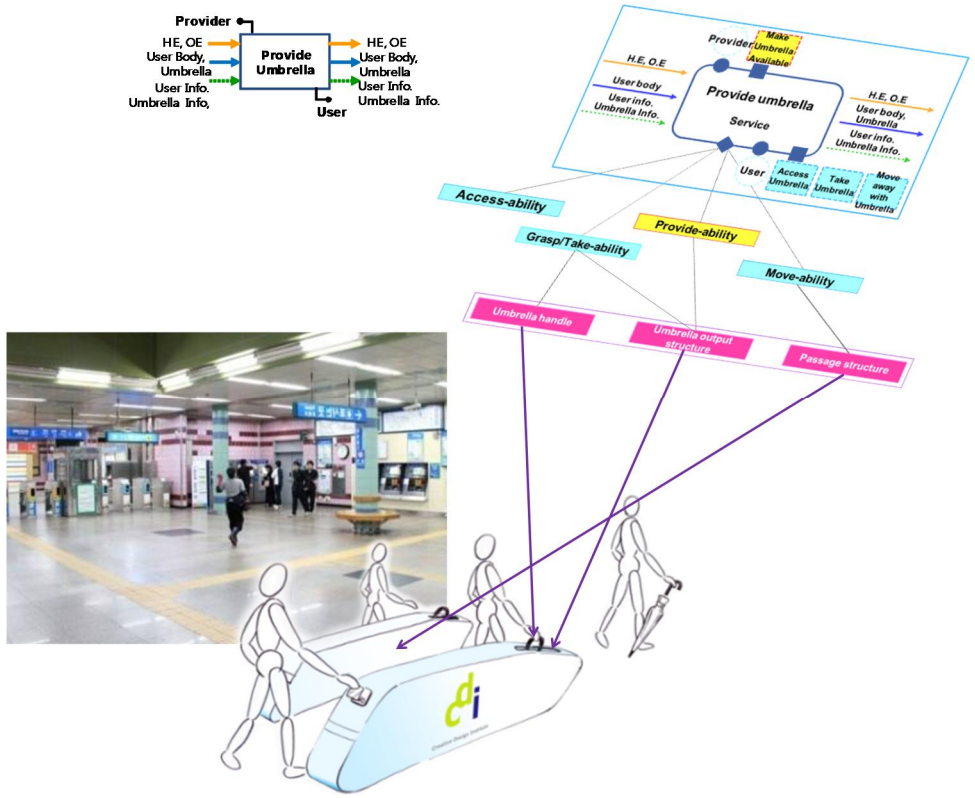 Provider
HE, OE
User Body,
Umbrella
User Info.
Umbrella Info,
Provide
Umbrella
HE, OE
User Body,
Umbrella
User Info.
Umbrella Info.
User
Provider
Make
Umbrella
Available
H.E, O.E
User body
User info.
Umbrella Info.
Provide umbrella
Service
H.E, O.E
User body,
Umbrella
User info.
Umbrella Info.
User
Access
Umbrella
Take
Umbrella
Move
away
with
Umbrella
Access-ability
Grasp/Take-ability
Provide-ability
Move-ability
Umbrella handle
Umbrella output
structure
Passage structure
cdi
Creative Design Institute